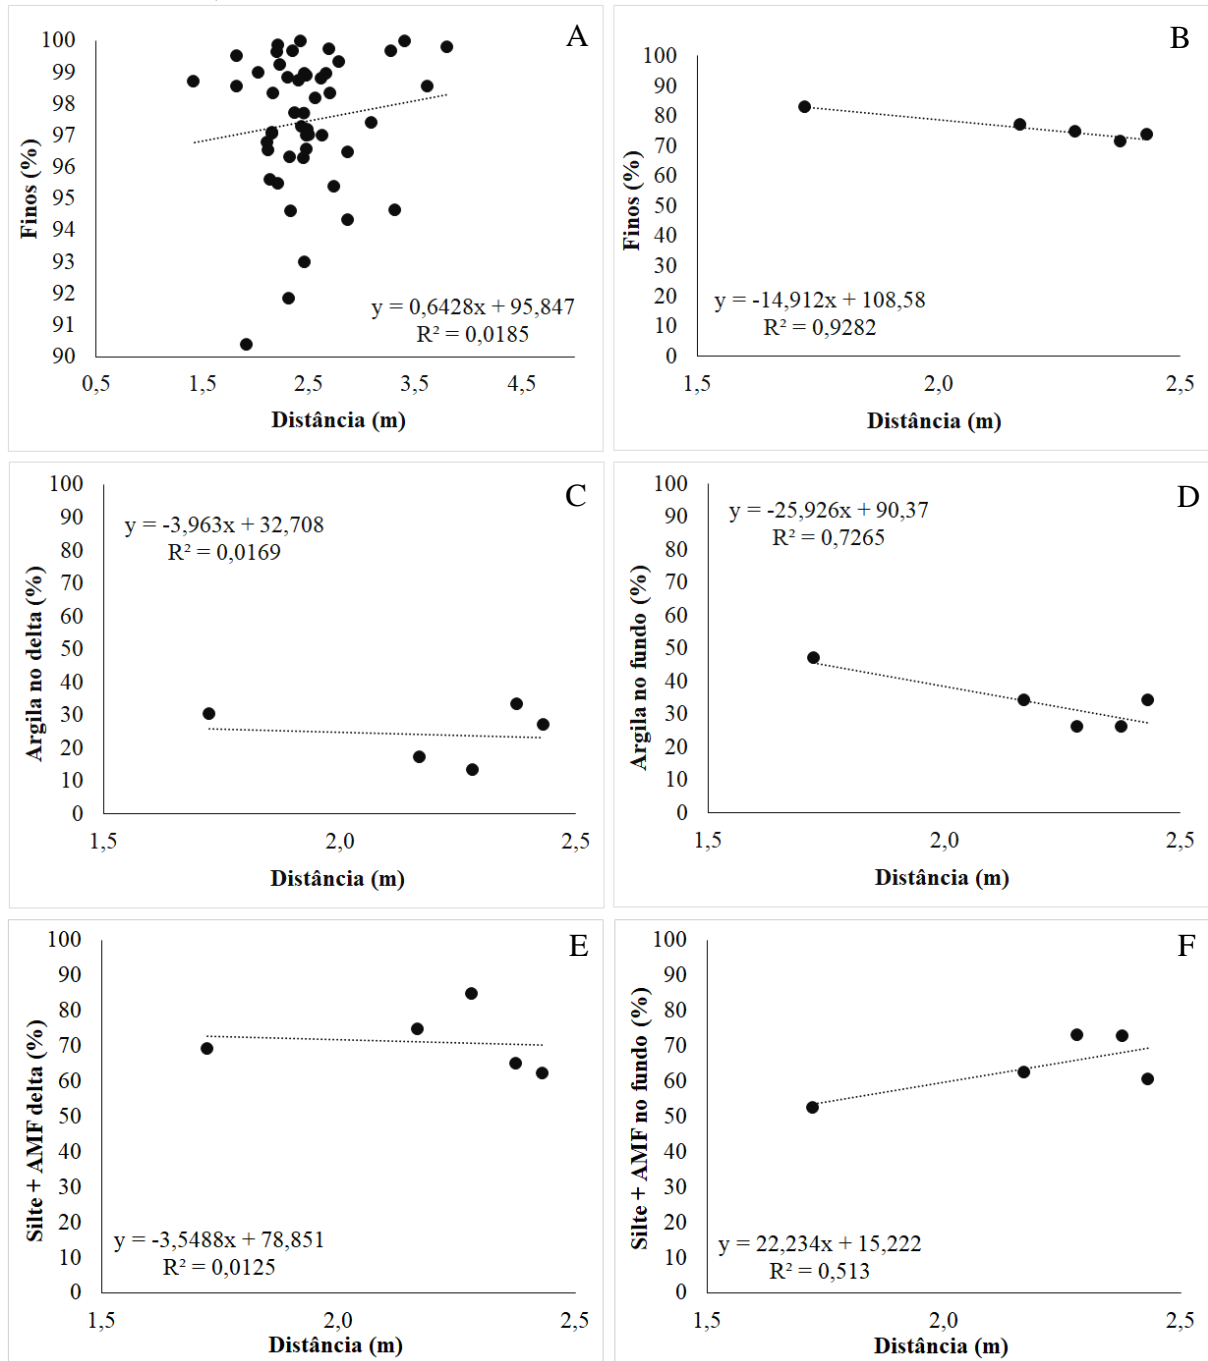 A
Finos (%)
100
99
98
97
96
95
94
93
92
91
90
y = 0,6428x + 95,847
R² = 0,0185
0,5 1,5 2,5 3,5 4,5
Distância (m)
B
Finos (%)
100
90
80
70
60
50
40
30
20
10
0
y = -14,912x + 108,58
R² = 0,9282
1,5 2,0 2,5
Distância (m)
C
Argila no delta (%)
100
90
80
70
60
50
40
30
20
10
0
y = -3,963x + 32,708
R² = 0,0169
1,5 2,0 2,5
Distância (m)
D
Argila no fundo (%)
100
90
80
70
60
50
40
30
20
10
0
y = -25,926x + 90,37
R² = 0,7265
1,5 2,0 2,5
Distância (m)
E
Silte + AMF delta (%)
100
90
80
70
60
50
40
30
20
10
0
y = -3,5488x + 78,851
R² = 0,0125
1,5 2,0 2,5
Distância (m)
F
Silte + AMF no fundo (%)
100
90
80
70
60
50
40
30
20
10
0
y = 22,234x + 15,222
R² = 0,513
1,5 2,0 2,5
Distância (m)